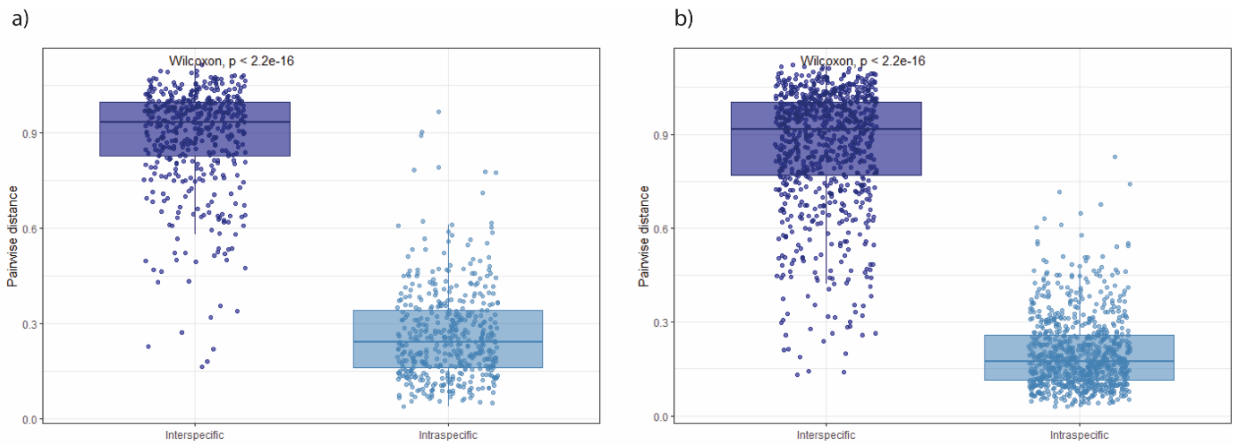 a)
Wilcoxon, p < 2.2e-16
Pairwise distance
0.9
0.6
0.3
0.0
Interspecific
Intraspecific
b)
Wilcoxon, p < 2.2e-16
Pairwise distance
0.9
0.6
0.3
0.0
Interspecific
Intraspecific